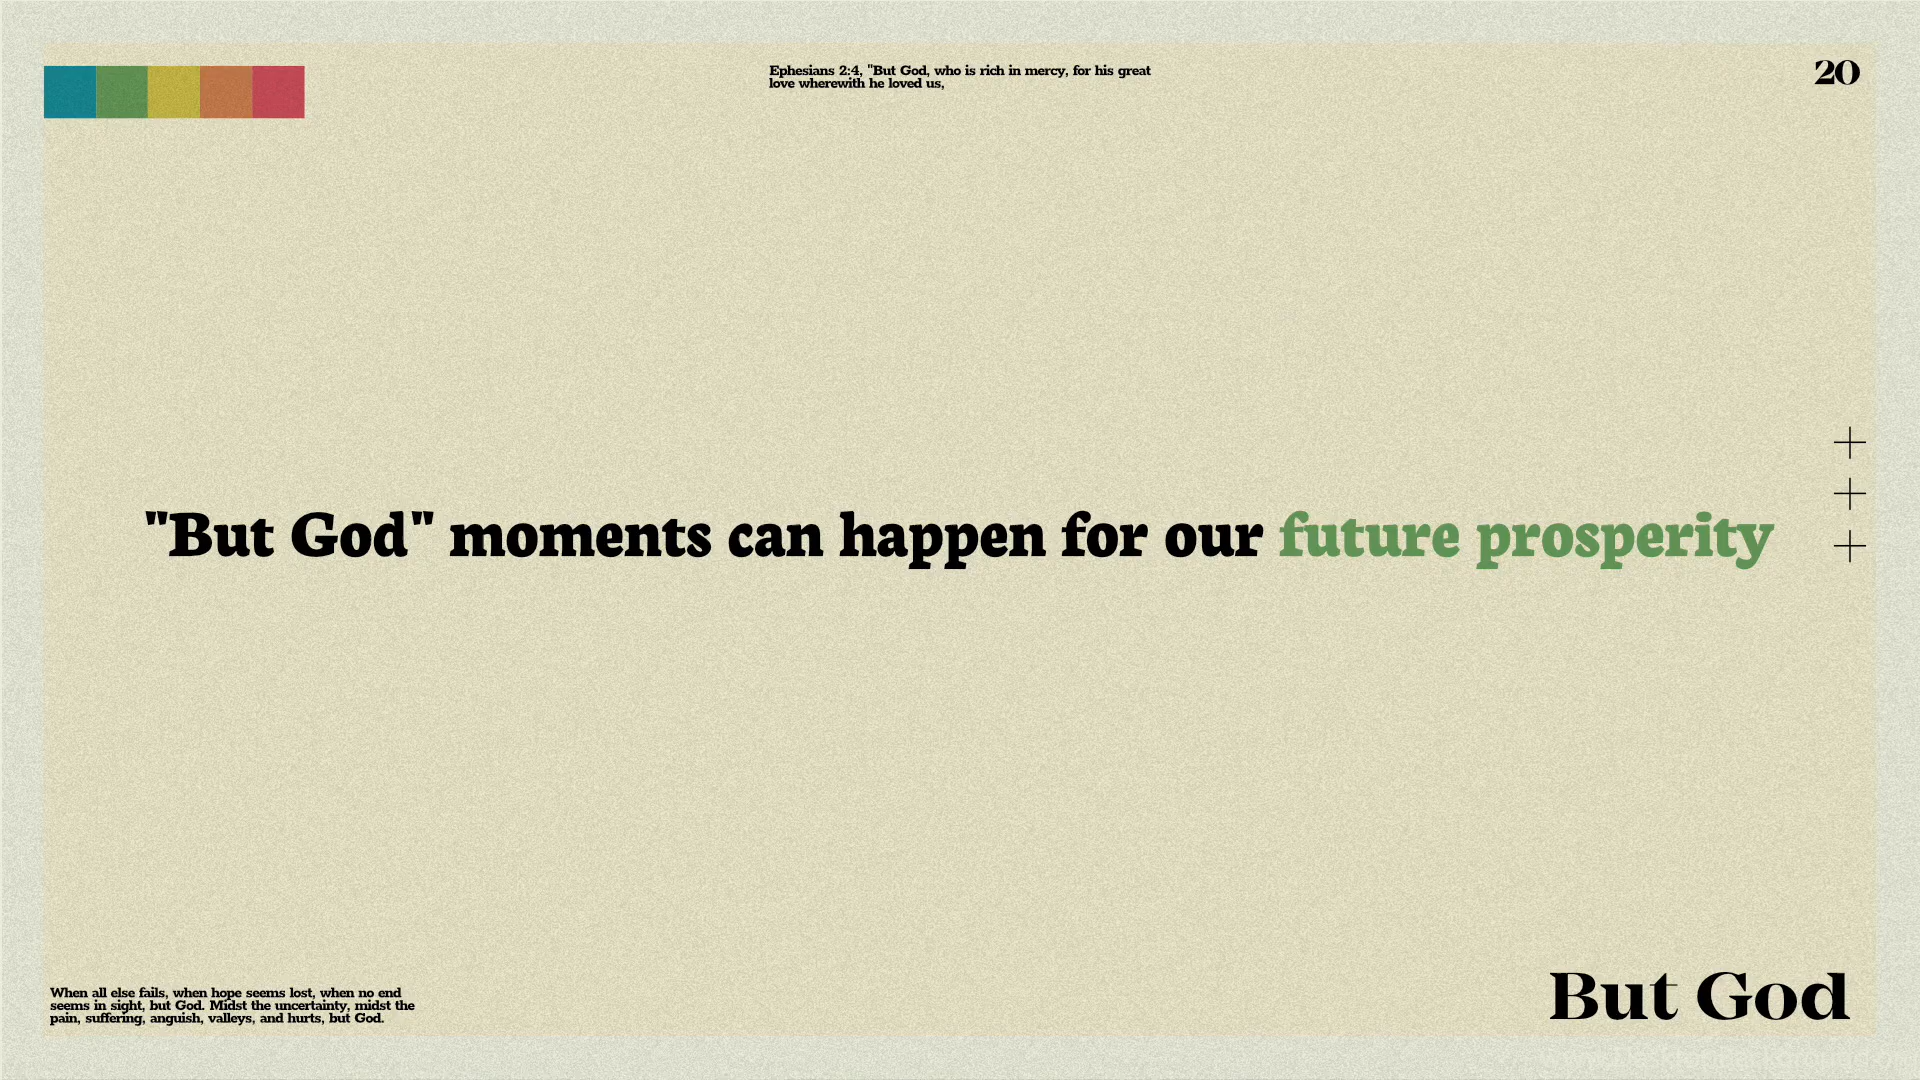 Ephesians 2:4, "But God, who is rich in mercy, for his great
love wherewith he loved us,
20
"But God" moments can happen for our future prosperity
When all else fails, when hope seems lost, when no end
seems in sight, but God. Midst the uncertainty, midst the
pain, suffering, anguish, valleys, and hurts, but God.
But God